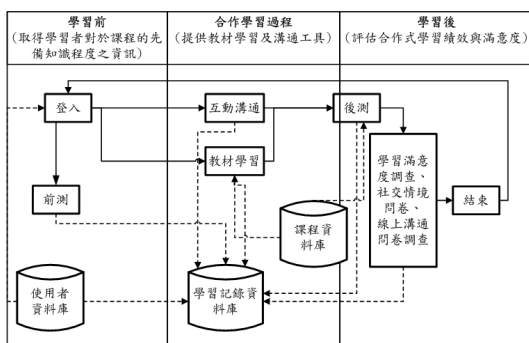 學習前
(取得學習者對於課程的先
備知識程度之資訊)
合作學習過程
(提供教材學習及溝通工具)
學習後
(評估合作式學習績效與滿意度)
登入
互動溝通
後測
教材學習
學習滿意
度調查、
社交情境
問卷、
線上溝通
問卷調查
結束
前測
課程資
料庫
使用者
資料庫
學習記錄資
料庫